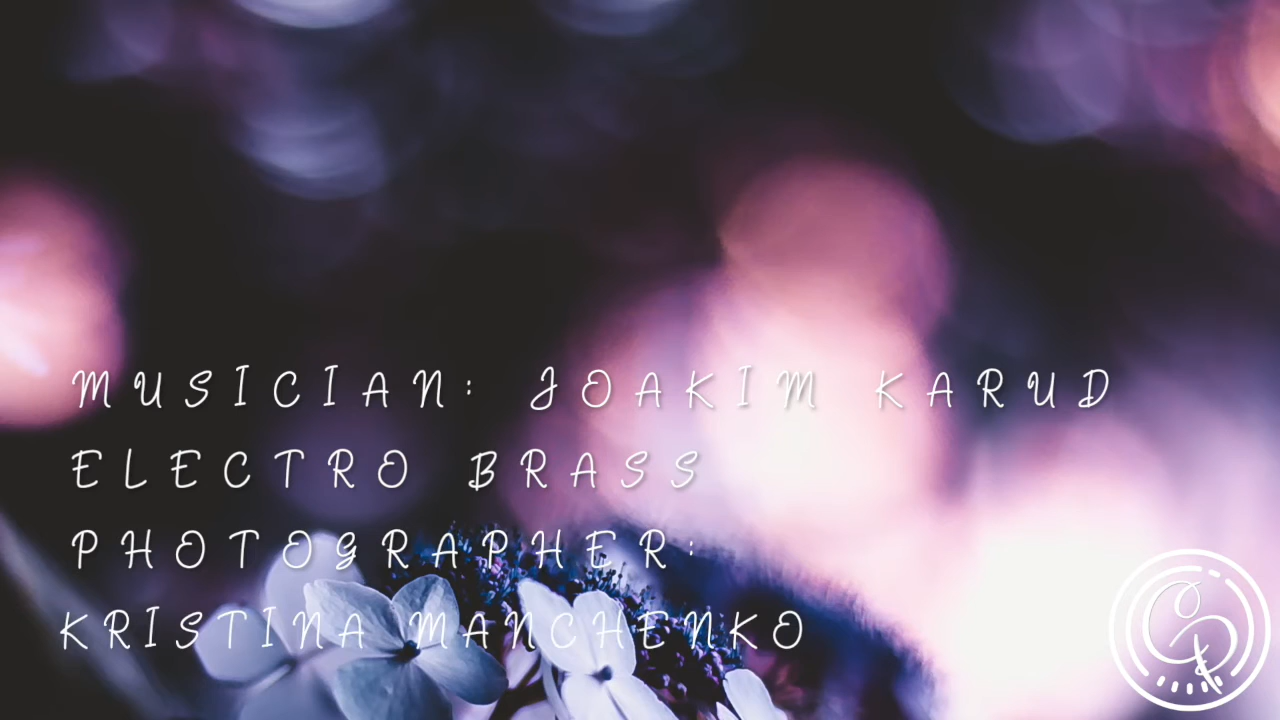 MUSICIAN: JOAKIM KARUD
ELECTRO BRASS
PHOTOGRAPHER:
KRISTINA MANCHENKO